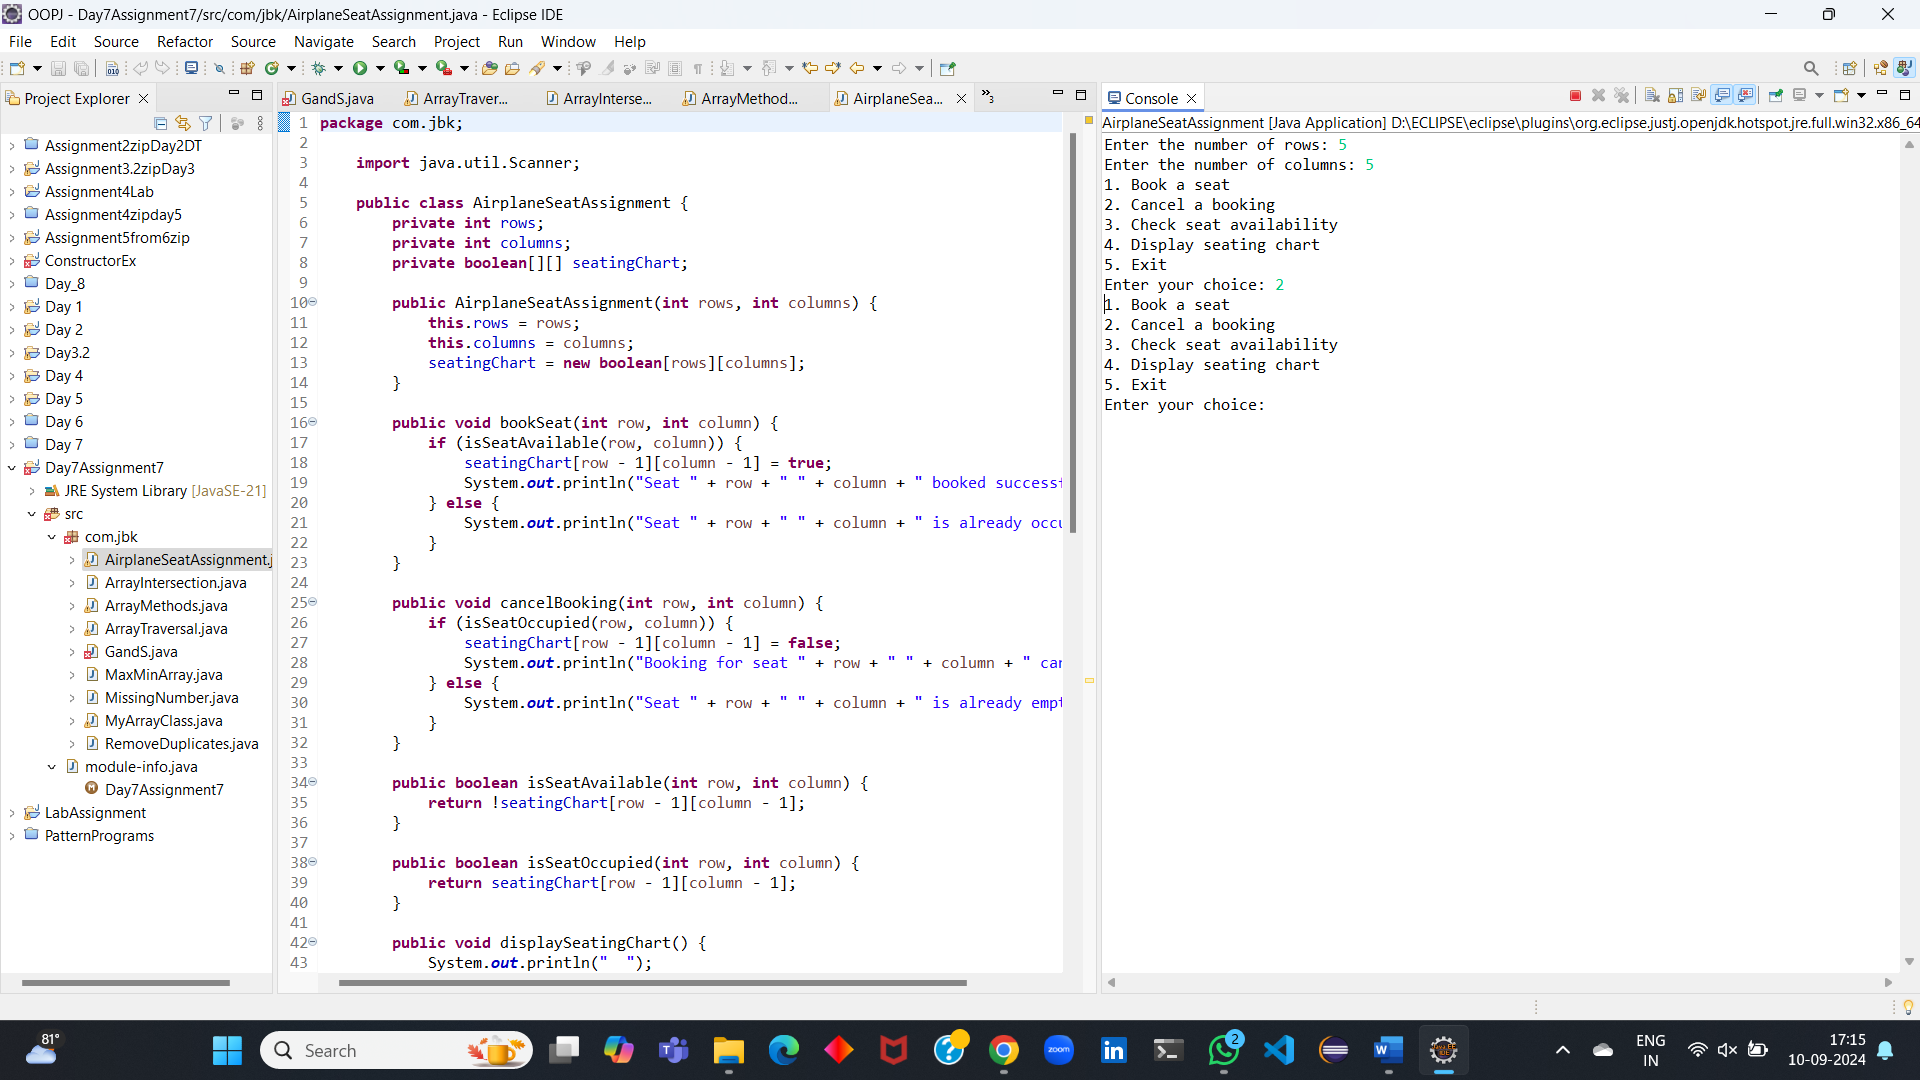 OOPJ - Day7Assignment7/src/com/jbk/AirplaneSeatAssignment.java - Eclipse IDE
File Edit Source Refactor Source Navigate Search Project Run Window Help
Project Explorer
Assignment2zipDay2DT
Assignment3.2zipDay3
Assignment4Lab
Assignment4zipday5
Assignment5from6zip
ConstructorEx
Day_8
Day 1
Day 2
Day3.2
Day 4
Day 5
Day 6
Day 7
Day7Assignment7
JRE System Library [JavaSE-21]
src
com.jbk
AirplaneSeatAssignment.j
ArrayIntersection.java
ArrayMethods.java
ArrayTraversal.java
GandS.java
MaxMinArray.java
MissingNumber.java
MyArrayClass.java
RemoveDuplicates.java
module-info.java
Day7Assignment7
LabAssignment
PatternPrograms
GandS.java ArrayTraver... ArrayInterse... ArrayMethod... AirplaneSea... »3
1 package com.jbk;
2
3 import java.util.Scanner;
4
5 public class AirplaneSeatAssignment {
6 private int rows;
7 private int columns;
8 private boolean[][] seatingChart;
9
10 public AirplaneSeatAssignment(int rows, int columns) {
11 this.rows = rows;
12 this.columns = columns;
13 seatingChart = new boolean[rows][columns];
14 }
15
16 public void bookSeat(int row, int column) {
17 if (isSeatAvailable(row, column)) {
18 seatingChart[row - 1][column - 1] = true;
19 System.out.println("Seat " + row + " " + column + " booked successf
20 } else {
21 System.out.println("Seat " + row + " " + column + " is already occu
22 }
23 }
24
25 public void cancelBooking(int row, int column) {
26 if (isSeatOccupied(row, column)) {
27 seatingChart[row - 1][column - 1] = false;
28 System.out.println("Booking for seat " + row + " " + column + " can
29 } else {
30 System.out.println("Seat " + row + " " + column + " is already empt
31 }
32 }
33
34 public boolean isSeatAvailable(int row, int column) {
35 return !seatingChart[row - 1][column - 1];
36 }
37
38 public boolean isSeatOccupied(int row, int column) {
39 return seatingChart[row - 1][column - 1];
40 }
41
42 public void displaySeatingChart() {
43 System.out.println("  ");
Console
AirplaneSeatAssignment [Java Application] D:\ECLIPSE\eclipse\plugins\org.eclipse.justj.openjdk.hotspot.jre.full.win32.x86_64
Enter the number of rows: 5
Enter the number of columns: 5
1. Book a seat
2. Cancel a booking
3. Check seat availability
4. Display seating chart
5. Exit
Enter your choice: 2
1. Book a seat
2. Cancel a booking
3. Check seat availability
4. Display seating chart
5. Exit
Enter your choice:
81°
Search
zoom
2
ENG
IN
17:15
10-09-2024